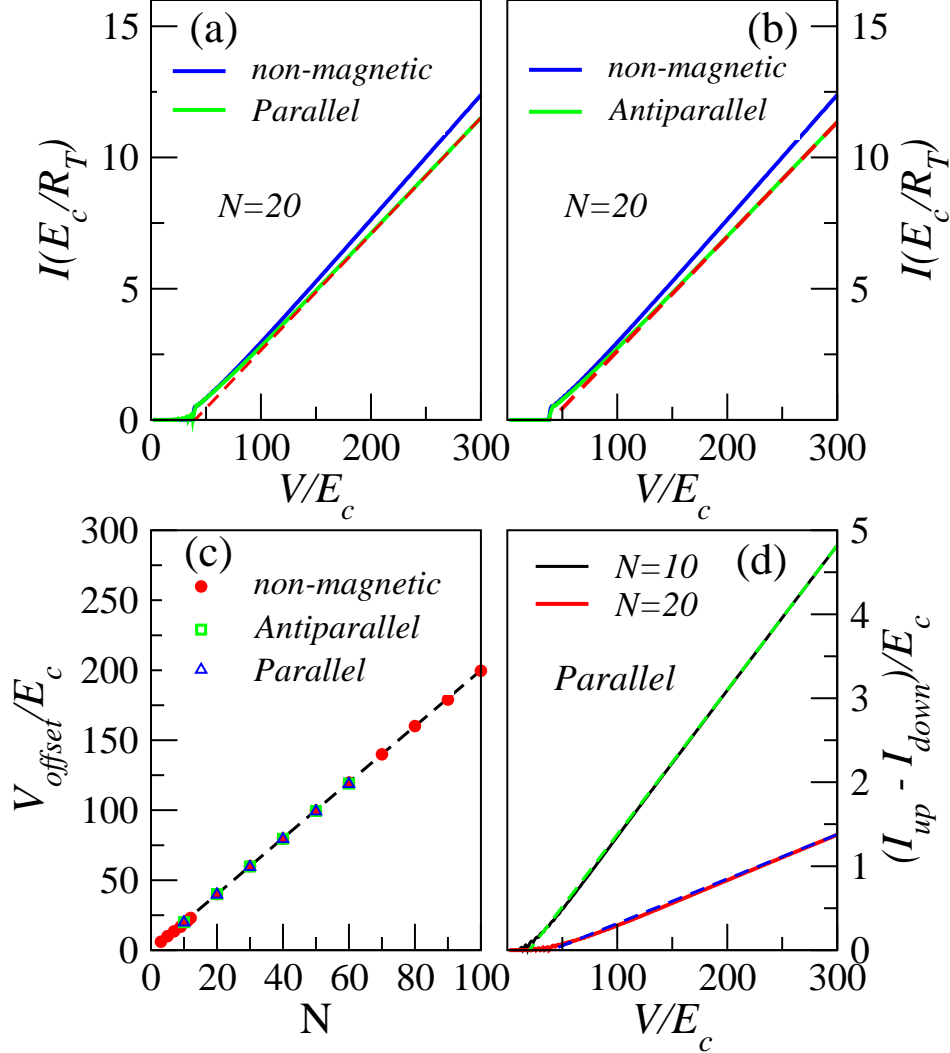 15
10
5
0
I(E_c/R_T)
(a)
non-magnetic
Parallel
N=20
0 100 200 300
V/E_c
(b)
non-magnetic
Antiparallel
N=20
100 200 300
V/E_c
15
10
5
0
I(E_c/R_T)
300
250
200
150
100
50
0
V_offset/E_c
(c)
non-magnetic
Antiparallel
Parallel
0 20 40 60 80 100
N
(d)
N=10
N=20
Parallel
100 200 300
V/E_c
5
4
3
2
1
0
(I_up - I_down)/E_c